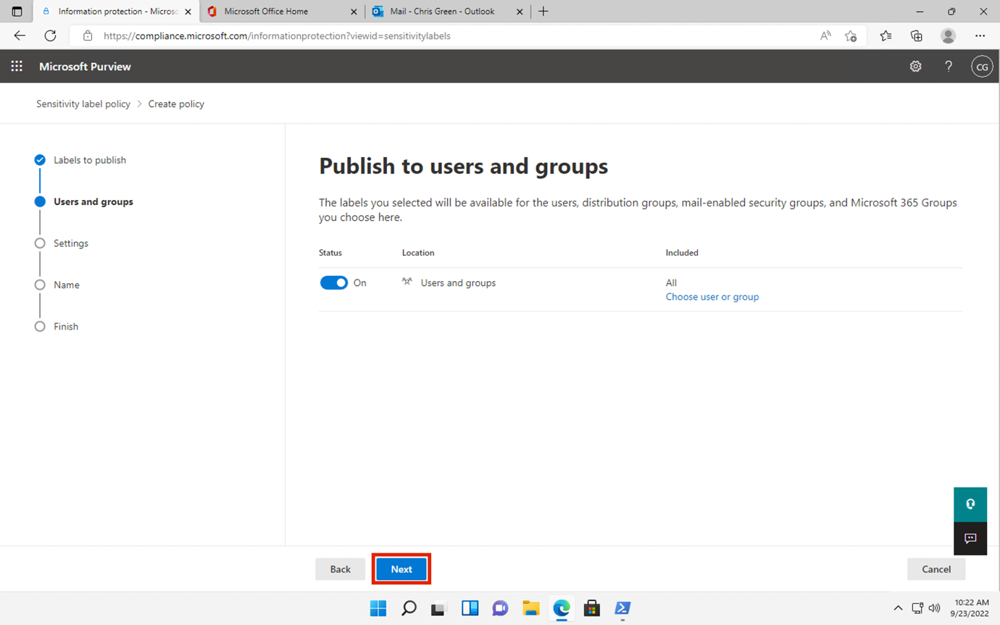 Information protection - Micros
Microsoft Office Home
Mail - Chris Green - Outlook
https://compliance.microsoft.com/informationprotection?viewid=sensitivitylabels
Microsoft Purview
?
CG
Sensitivity label policy > Create policy
Labels to publish
Users and groups
Settings
Name
Finish
Publish to users and groups
The labels you selected will be available for the users, distribution groups, mail-enabled security groups, and Microsoft 365 Groups
you choose here.
Status Location Included
On Users and groups All
Choose user or group
Back Next Cancel
10:22 AM
9/23/2022